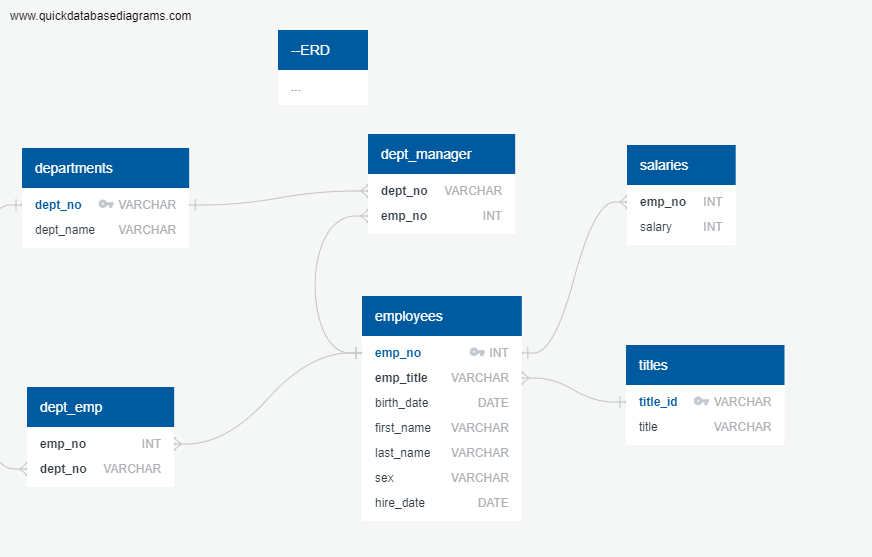 www.quickdatabasediagrams.com
--ERD
...
departments
dept_no VARCHAR
dept_name VARCHAR
dept_manager
dept_no VARCHAR
emp_no INT
salaries
emp_no INT
salary INT
employees
emp_no INT
emp_title VARCHAR
birth_date DATE
first_name VARCHAR
last_name VARCHAR
sex VARCHAR
hire_date DATE
titles
title_id VARCHAR
title VARCHAR
dept_emp
emp_no INT
dept_no VARCHAR